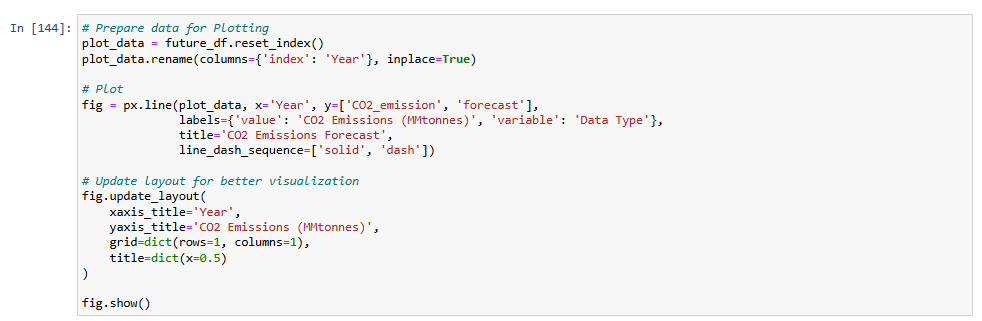 In [144]: # Prepare data for Plotting
plot_data = future_df.reset_index()
plot_data.rename(columns={'index': 'Year'}, inplace=True)
# Plot
fig = px.line(plot_data, x='Year', y=['CO2_emission', 'forecast'],
labels={'value': 'CO2 Emissions (MMtonnes)', 'variable': 'Data Type'},
title='CO2 Emissions Forecast',
line_dash_sequence=['solid', 'dash'])
# Update layout for better visualization
fig.update_layout(
xaxis_title='Year',
yaxis_title='CO2 Emissions (MMtonnes)',
grid=dict(rows=1, columns=1),
title=dict(x=0.5)
)
fig.show()